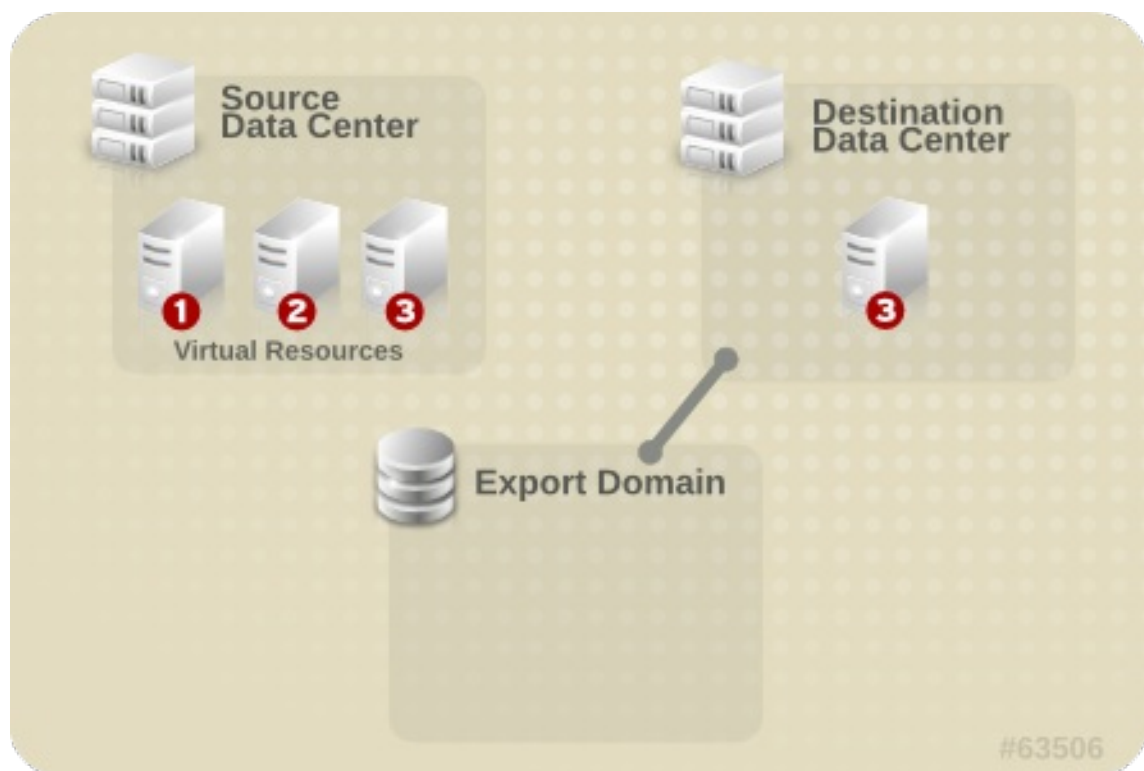 Source
Data Center
Destination
Data Center
1
2
3
3
Virtual Resources
Export Domain
#63506